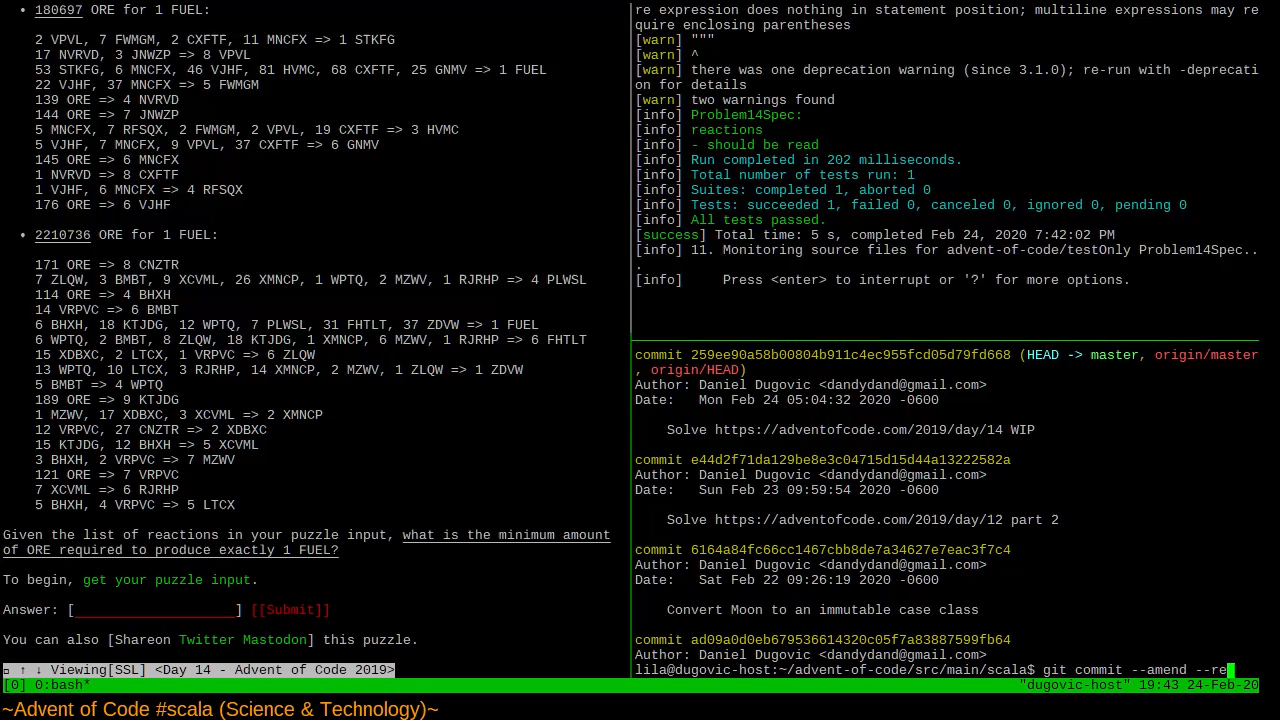 • 180697 ORE for 1 FUEL:
2 VPVL, 7 FWMGM, 2 CXFTF, 11 MNCFX => 1 STKFG
17 NVRVD, 3 JNWZP => 8 VPVL
53 STKFG, 6 MNCFX, 46 VJHF, 81 HVMC, 68 CXFTF, 25 GNMV => 1 FUEL
22 VJHF, 37 MNCFX => 5 FWMGM
139 ORE => 4 NVRVD
144 ORE => 7 JNWZP
5 MNCFX, 7 RFSQX, 2 FWMGM, 2 VPVL, 19 CXFTF => 3 HVMC
5 VJHF, 7 MNCFX, 9 VPVL, 37 CXFTF => 6 GNMV
145 ORE => 6 MNCFX
1 NVRVD => 8 CXFTF
1 VJHF, 6 MNCFX => 4 RFSQX
176 ORE => 6 VJHF
• 2210736 ORE for 1 FUEL:
171 ORE => 8 CNZTR
7 ZLQW, 3 BMBT, 9 XCVML, 26 XMNCP, 1 WPTQ, 2 MZWV, 1 RJRHP => 4 PLWSL
114 ORE => 4 BHXH
14 VRPVC => 6 BMBT
6 BHXH, 18 KTJDG, 12 WPTQ, 7 PLWSL, 31 FHTLT, 37 ZDVW => 1 FUEL
6 WPTQ, 2 BMBT, 8 ZLQW, 18 KTJDG, 1 XMNCP, 6 MZWV, 1 RJRHP => 6 FHTLT
15 XDBXC, 2 LTCX, 1 VRPVC => 6 ZLQW
13 WPTQ, 10 LTCX, 3 RJRHP, 14 XMNCP, 2 MZWV, 1 ZLQW => 1 ZDVW
5 BMBT => 4 WPTQ
189 ORE => 9 KTJDG
1 MZWV, 17 XDBXC, 3 XCVML => 2 XMNCP
12 VRPVC, 27 CNZTR => 2 XDBXC
15 KTJDG, 12 BHXH => 5 XCVML
3 BHXH, 2 VRPVC => 7 MZWV
121 ORE => 7 VRPVC
7 XCVML => 6 RJRHP
5 BHXH, 4 VRPVC => 5 LTCX
Given the list of reactions in your puzzle input, what is the minimum amount
of ORE required to produce exactly 1 FUEL?
To begin, get your puzzle input.
Answer: [____________________] [[Submit]]
You can also [Shareon Twitter Mastodon] this puzzle.
↑ ↓ Viewing[SSL] <Day 14 - Advent of Code 2019>
re expression does nothing in statement position; multiline expressions may re
quire enclosing parentheses
[warn] """
[warn] ^
[warn] there was one deprecation warning (since 3.1.0); re-run with -deprecati
on for details
[warn] two warnings found
[info] Problem14Spec:
[info] reactions
[info] - should be read
[info] Run completed in 202 milliseconds.
[info] Total number of tests run: 1
[info] Suites: completed 1, aborted 0
[info] Tests: succeeded 1, failed 0, canceled 0, ignored 0, pending 0
[info] All tests passed.
[success] Total time: 5 s, completed Feb 24, 2020 7:42:02 PM
[info] 11. Monitoring source files for advent-of-code/testOnly Problem14Spec..
.
[info]     Press <enter> to interrupt or '?' for more options.
commit 259ee90a58b00804b911c4ec955fcd05d79fd668 (HEAD -> master, origin/master
, origin/HEAD)
Author: Daniel Dugovic <dandydand@gmail.com>
Date:   Mon Feb 24 05:04:32 2020 -0600
Solve https://adventofcode.com/2019/day/14 WIP
commit e44d2f71da129be8e3c04715d15d44a13222582a
Author: Daniel Dugovic <dandydand@gmail.com>
Date:   Sun Feb 23 09:59:54 2020 -0600
Solve https://adventofcode.com/2019/day/12 part 2
commit 6164a84fc66cc1467cbb8de7a34627e7eac3f7c4
Author: Daniel Dugovic <dandydand@gmail.com>
Date:   Sat Feb 22 09:26:19 2020 -0600
Convert Moon to an immutable case class
commit ad09a0d0eb679536614320c05f7a83887599fb64
Author: Daniel Dugovic <dandydand@gmail.com>
lila@dugovic-host:~/advent-of-code/src/main/scala$ git commit --amend --re
[0] 0:bash* "dugovic-host" 19:43 24-Feb-20
~Advent of Code #scala (Science & Technology)~